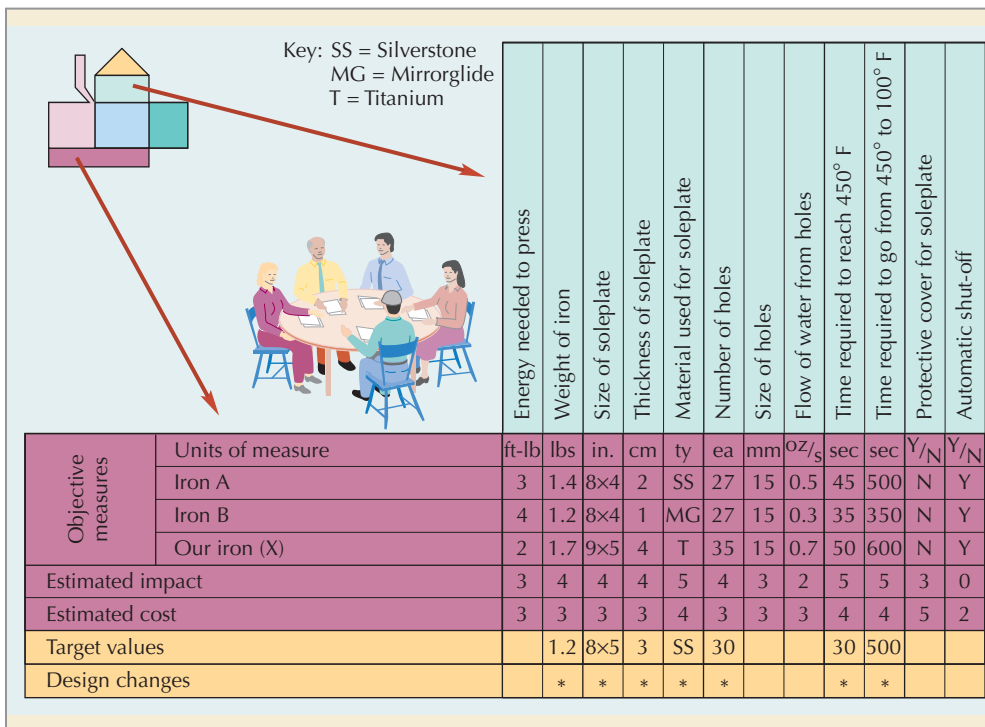 Key: SS = Silverstone
MG = Mirrorglide
T = Titanium
Energy needed to press
Weight of iron
Size of soleplate
Thickness of soleplate
Material used for soleplate
Number of holes
Size of holes
Flow of water from holes
Time required to reach 450° F
Time required to go from 450° to 100° F
Protective cover for soleplate
Automatic shut-off
Objective
measures
Units of measure ft-lb lbs in. cm ty ea mm oz/s sec sec Y/N Y/N
Iron A 3 1.4 8×4 2 SS 27 15 0.5 45 500 N Y
Iron B 4 1.2 8×4 1 MG 27 15 0.3 35 350 N Y
Our iron (X) 2 1.7 9×5 4 T 35 15 0.7 50 600 N Y
Estimated impact 3 4 4 4 5 4 3 2 5 5 3 0
Estimated cost 3 3 3 3 4 3 3 3 4 4 5 2
Target values 1.2 8×5 3 SS 30 30 500
Design changes * * * * * * *